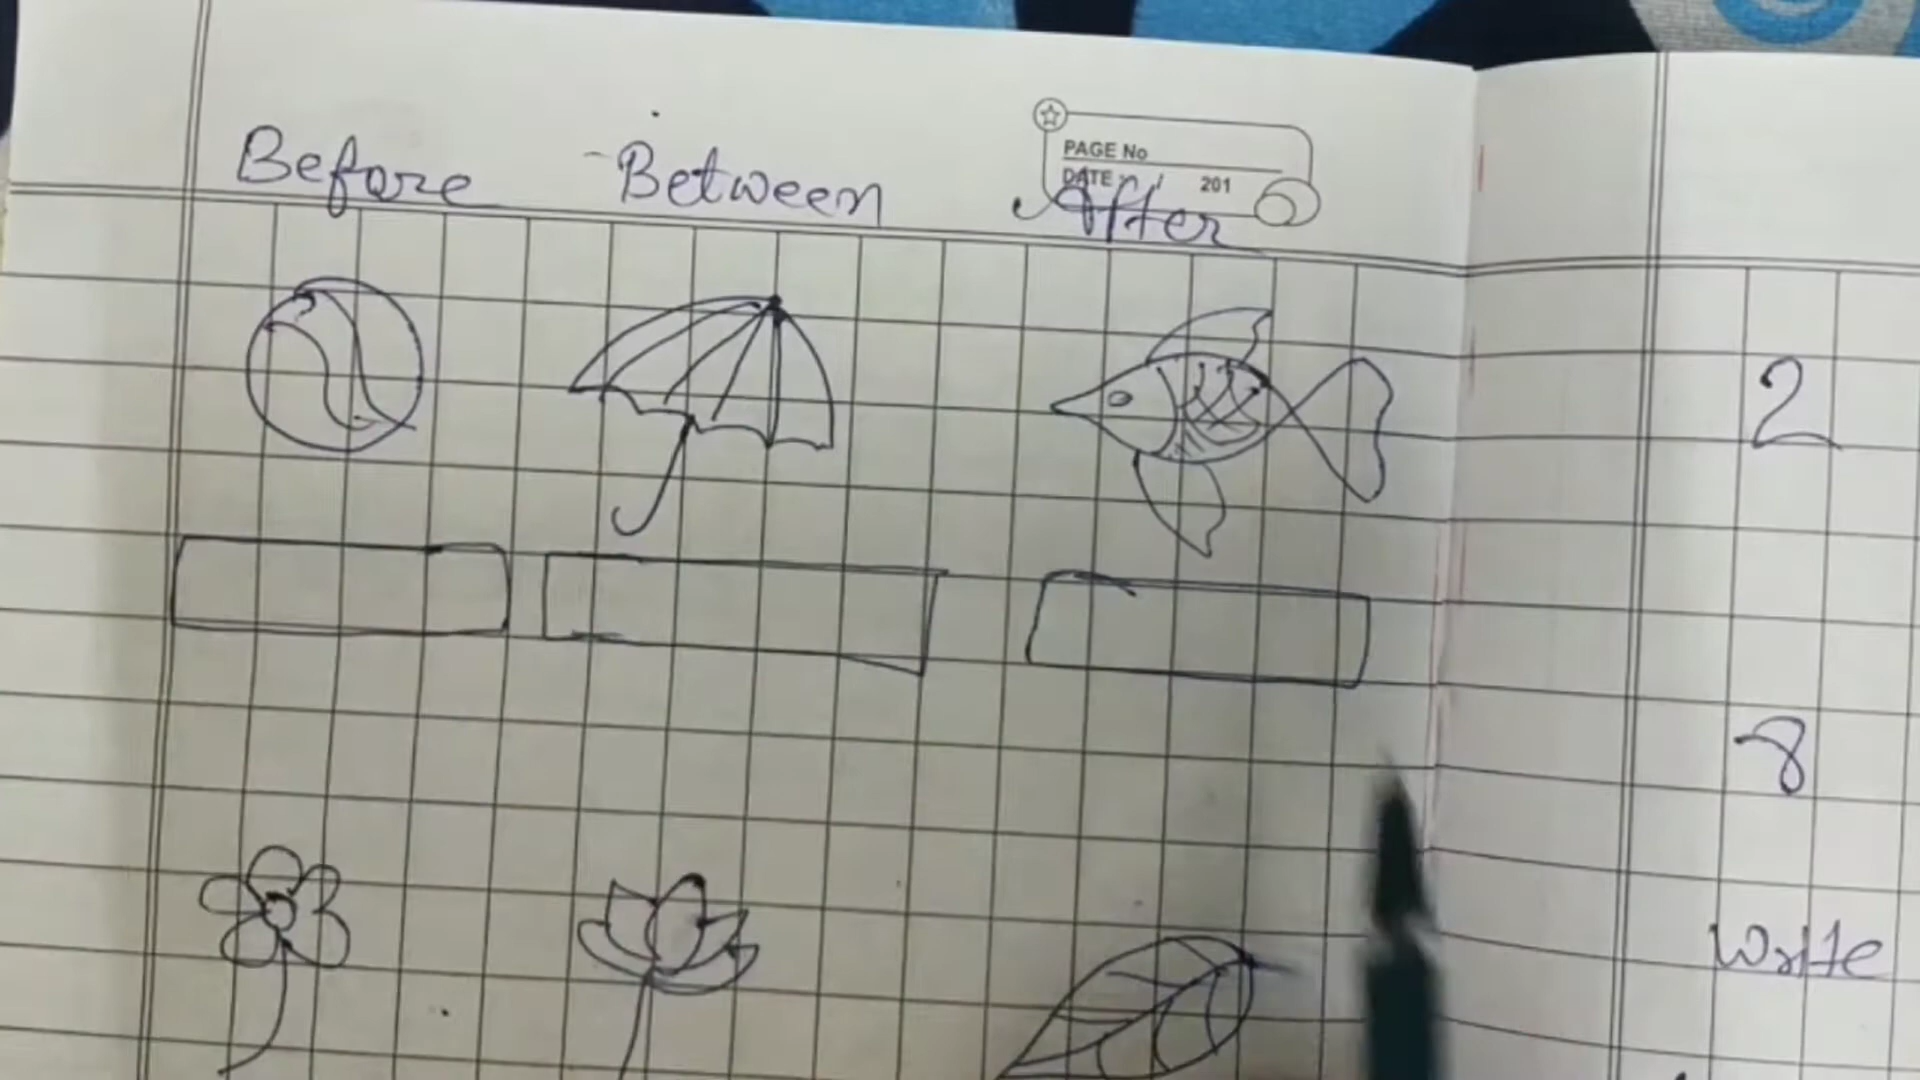 PAGE No
DATE / / 201
Before Between After
2
8
Write